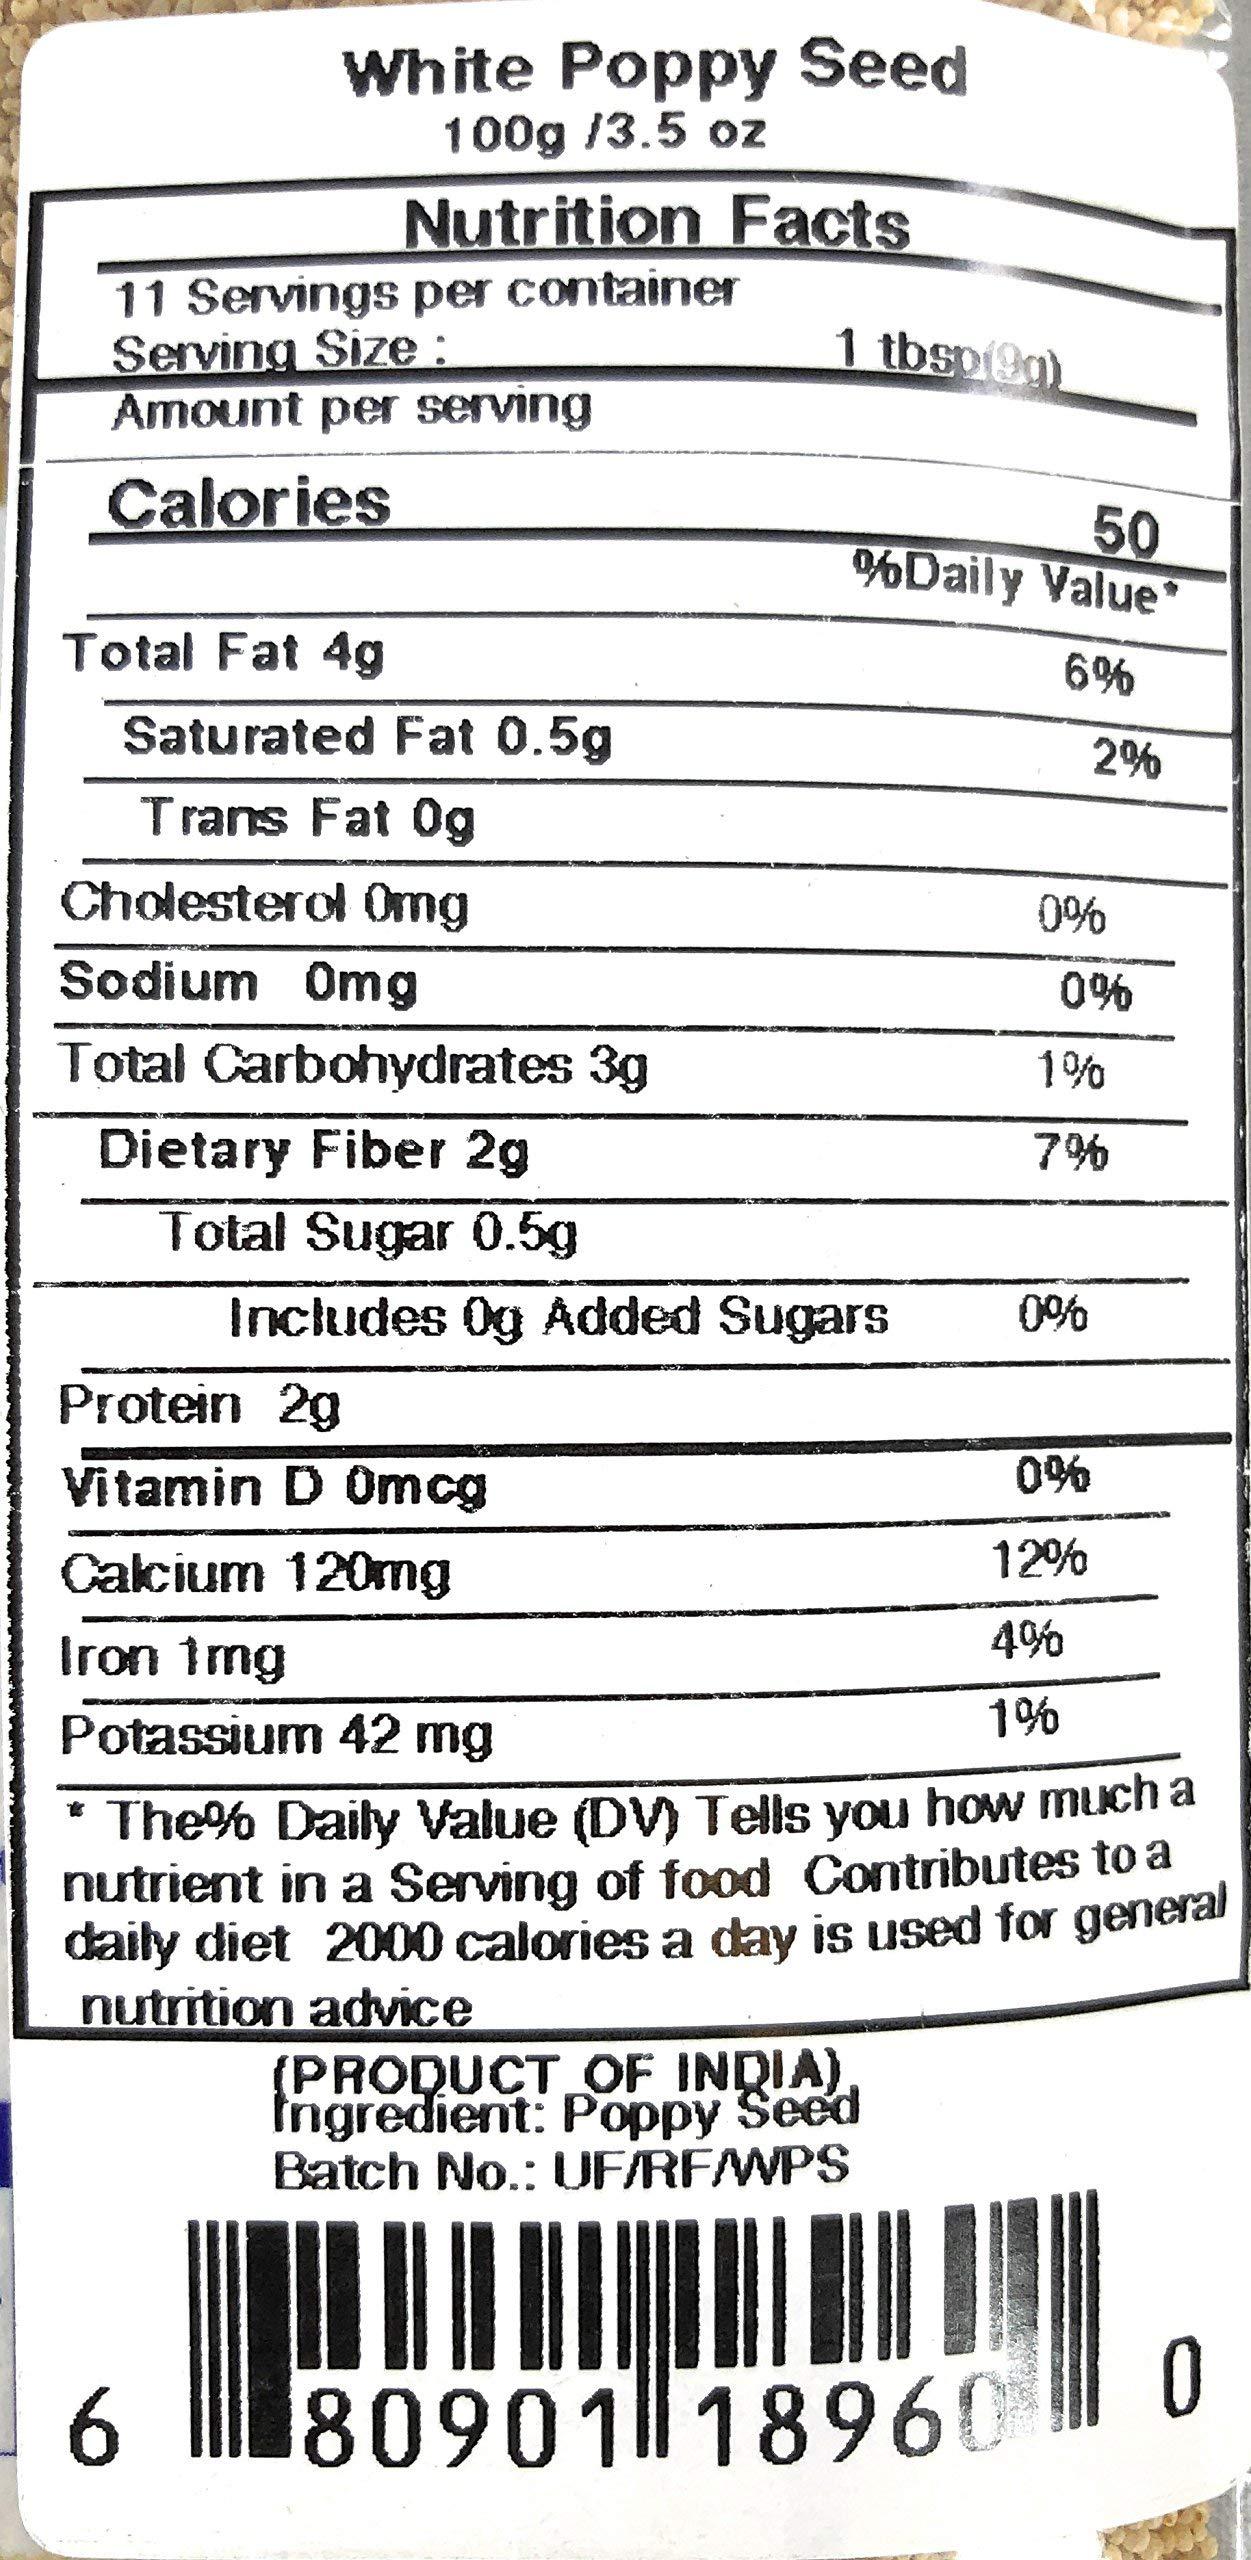 White Poppy Seed
100g /3.5 oz
Nutrition Facts
11 Servings per container
Serving Size : 1 tbsp(9g)
Amount per serving
Calories 50
%Daily Value*
Total Fat 4g 6%
Saturated Fat 0.5g 2%
Trans Fat 0g
Cholesterol 0mg 0%
Sodium 0mg 0%
Total Carbohydrates 3g 1%
Dietary Fiber 2g 7%
Total Sugar 0.5g
Includes 0g Added Sugars 0%
Protein 2g
Vitamin D 0mcg 0%
Calcium 120mg 12%
Iron 1mg 4%
Potassium 42 mg 1%
* The% Daily Value (DV) Tells you how much a
nutrient in a Serving of food Contributes to a
daily diet 2000 calories a day is used for general
nutrition advice
(PRODUCT OF INDIA)
Ingredient: Poppy Seed
Batch No.: UF/RF/WPS
6 80901 18960 0